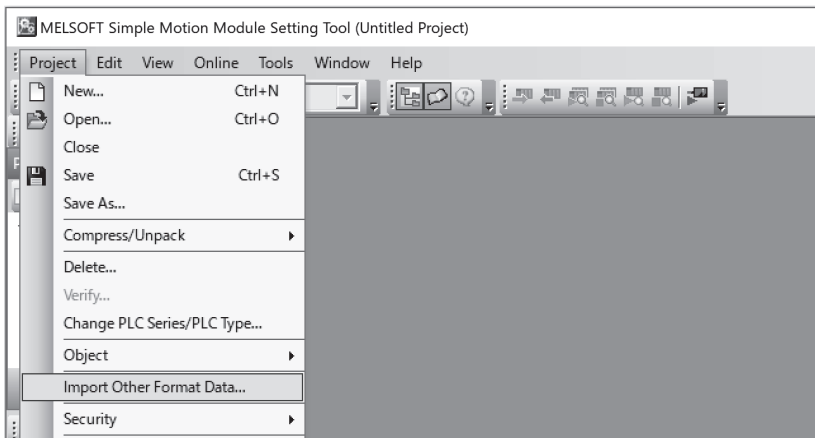 MELSOFT Simple Motion Module Setting Tool (Untitled Project)
Project Edit View Online Tools Window Help
New... Ctrl+N
Open... Ctrl+O
Close
Save Ctrl+S
Save As...
Compress/Unpack
Delete...
Verify...
Change PLC Series/PLC Type...
Object
Import Other Format Data...
Security